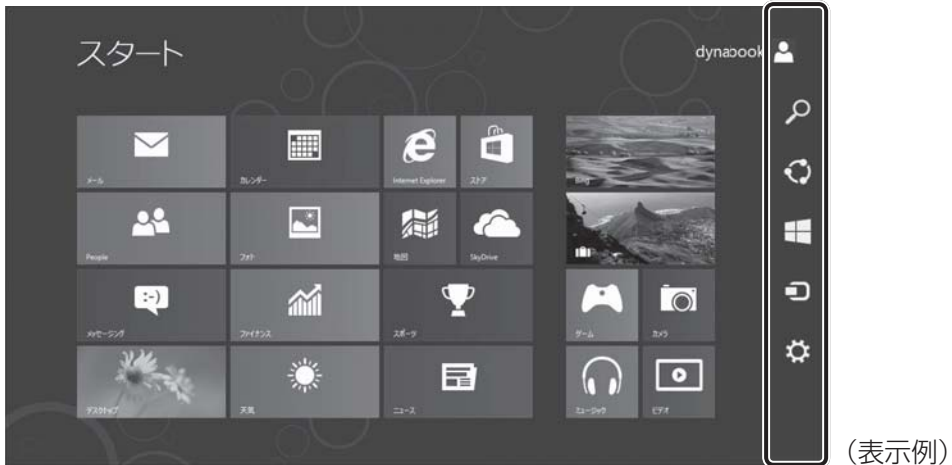 スタート
dynabook
メール
カレンダー
Internet Explorer
ストア
Bing
People
フォト
地図
SkyDrive
メッセージング
ファイナンス
スポーツ
ゲーム
カメラ
デスクトップ
天気
ニュース
ミュージック
ビデオ
（表示例）